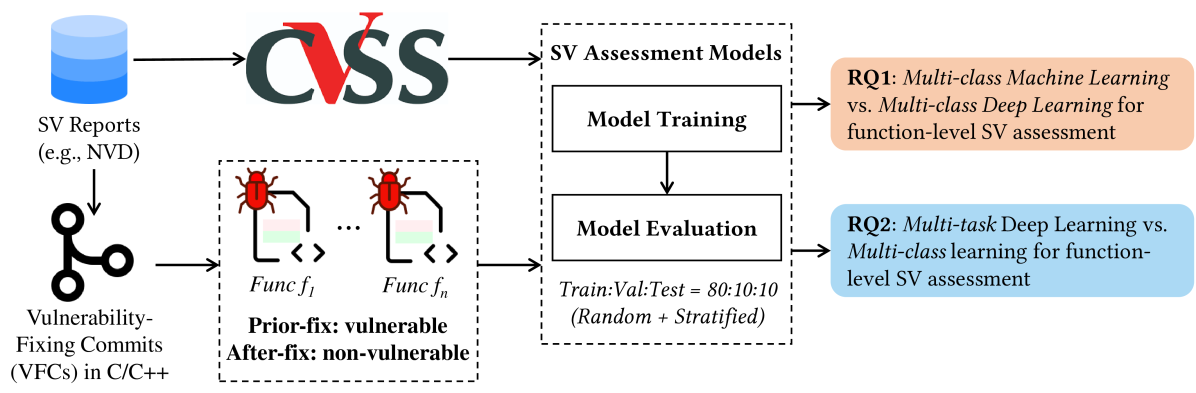 SV Reports
(e.g., NVD)
CVSS
Vulnerability-
Fixing Commits
(VFCs) in C/C++
Func f1
...
Func fn
Prior-fix: vulnerable
After-fix: non-vulnerable
SV Assessment Models
Model Training
Model Evaluation
Train:Val:Test = 80:10:10
(Random + Stratified)
RQ1: Multi-class Machine Learning
vs. Multi-class Deep Learning for
function-level SV assessment
RQ2: Multi-task Deep Learning vs.
Multi-class learning for function-
level SV assessment